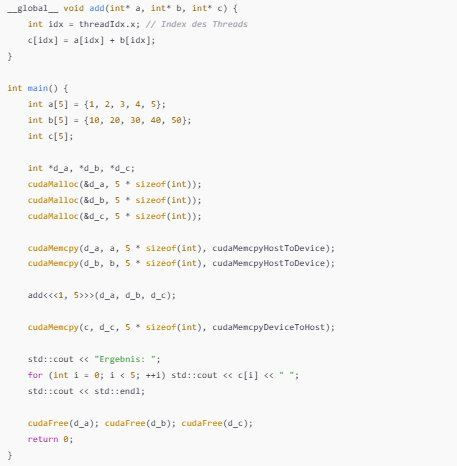 __global__ void add(int* a, int* b, int* c) {
    int idx = threadIdx.x; // Index des Threads
    c[idx] = a[idx] + b[idx];
}

int main() {
    int a[5] = {1, 2, 3, 4, 5};
    int b[5] = {10, 20, 30, 40, 50};
    int c[5];

    int *d_a, *d_b, *d_c;
    cudaMalloc(&d_a, 5 * sizeof(int));
    cudaMalloc(&d_b, 5 * sizeof(int));
    cudaMalloc(&d_c, 5 * sizeof(int));

    cudaMemcpy(d_a, a, 5 * sizeof(int), cudaMemcpyHostToDevice);
    cudaMemcpy(d_b, b, 5 * sizeof(int), cudaMemcpyHostToDevice);

    add<<<1, 5>>>(d_a, d_b, d_c);

    cudaMemcpy(c, d_c, 5 * sizeof(int), cudaMemcpyDeviceToHost);

    std::cout << "Ergebnis: ";
    for (int i = 0; i < 5; ++i) std::cout << c[i] << " ";
    std::cout << std::endl;

    cudaFree(d_a); cudaFree(d_b); cudaFree(d_c);
    return 0;
}